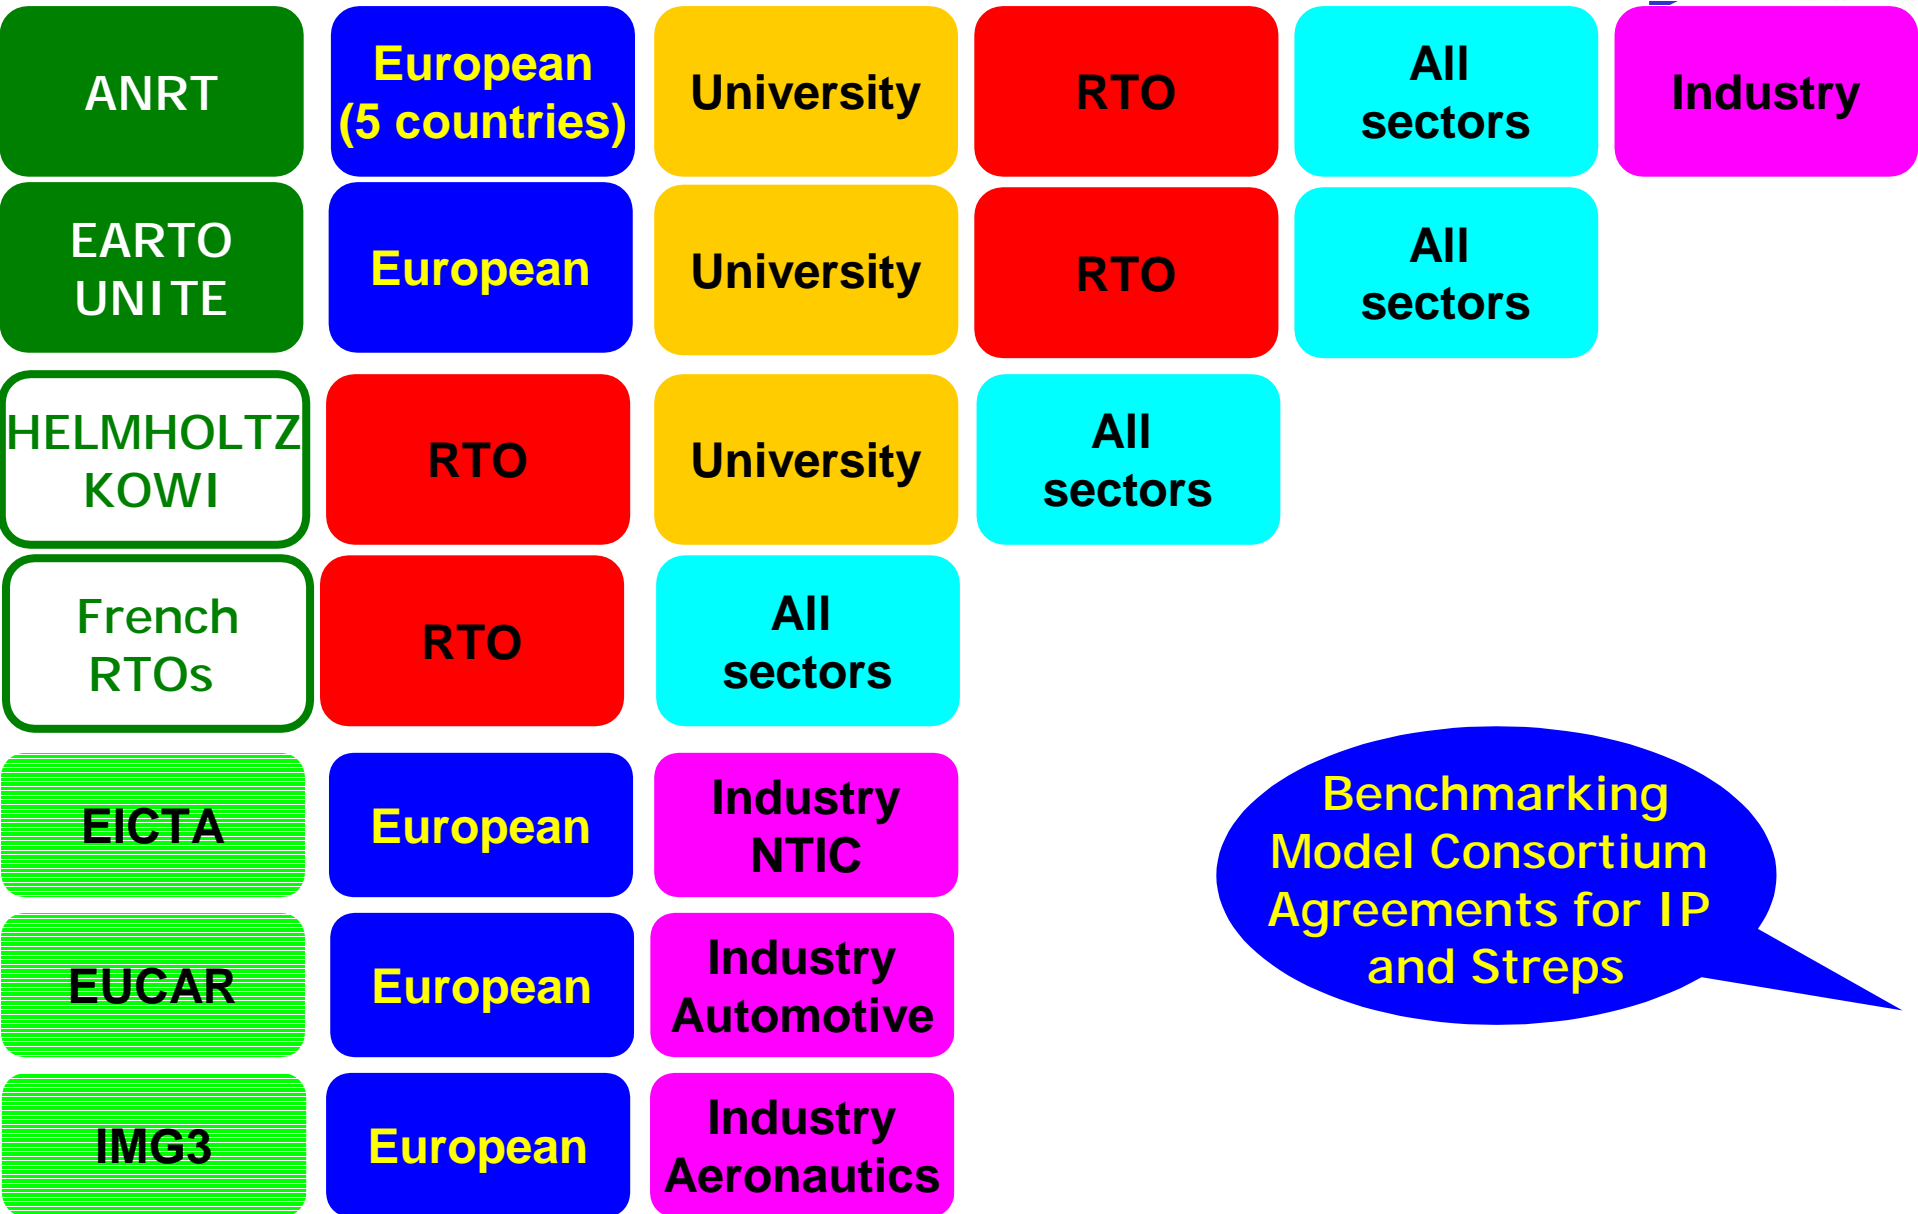 ANRT
European
(5 countries)
University
RTO
All
sectors
Industry
EARTO
UNITE
European
University
RTO
All
sectors
HELMHOLTZ
KOWI
RTO
University
All
sectors
French
RTOs
RTO
All
sectors
EICTA
European
Industry
NTIC
EUCAR
European
Industry
Automotive
IMG3
European
Industry
Aeronautics
Benchmarking
Model Consortium
Agreements for IP
and Streps